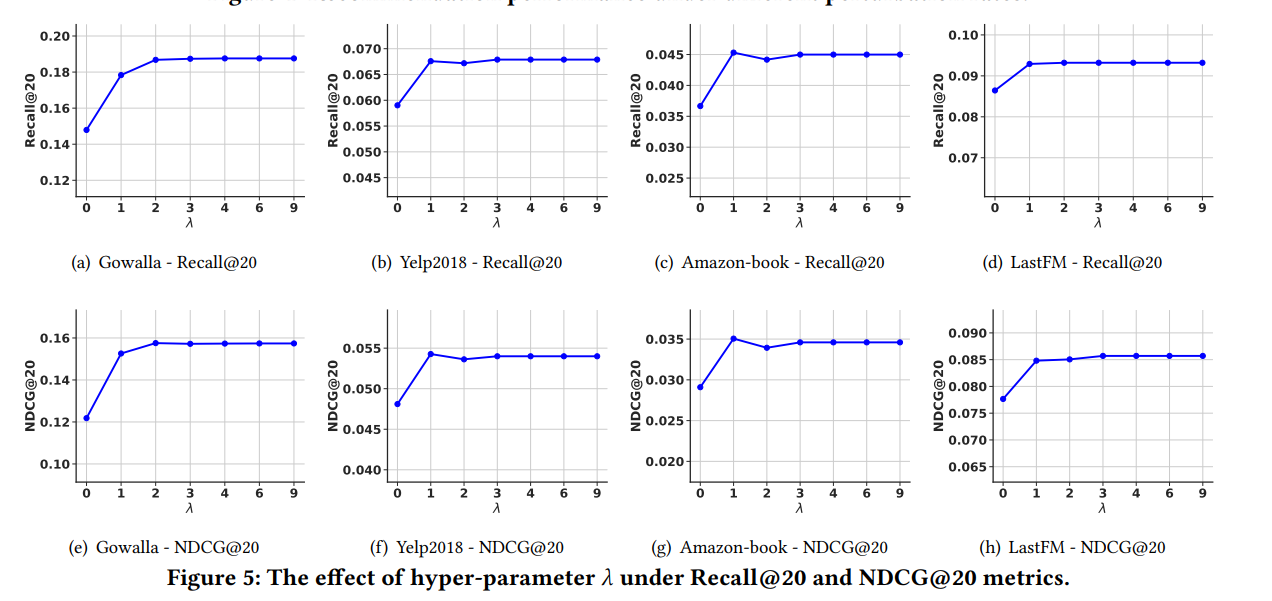 0.20
0.18
0.16
0.14
0.12
Recall@20
0 1 2 3 4 6 9
λ
(a) Gowalla - Recall@20
0.070
0.065
0.060
0.055
0.050
0.045
Recall@20
0 1 2 3 4 6 9
λ
(b) Yelp2018 - Recall@20
0.045
0.040
0.035
0.030
0.025
Recall@20
0 1 2 3 4 6 9
λ
(c) Amazon-book - Recall@20
0.10
0.09
0.08
0.07
Recall@20
0 1 2 3 4 6 9
λ
(d) LastFM - Recall@20
0.16
0.14
0.12
0.10
NDCG@20
0 1 2 3 4 6 9
λ
(e) Gowalla - NDCG@20
0.055
0.050
0.045
0.040
NDCG@20
0 1 2 3 4 6 9
λ
(f) Yelp2018 - NDCG@20
0.035
0.030
0.025
0.020
NDCG@20
0 1 2 3 4 6 9
λ
(g) Amazon-book - NDCG@20
0.090
0.085
0.080
0.075
0.070
0.065
NDCG@20
0 1 2 3 4 6 9
λ
(h) LastFM - NDCG@20
Figure 5: The effect of hyper-parameter λ under Recall@20 and NDCG@20 metrics.